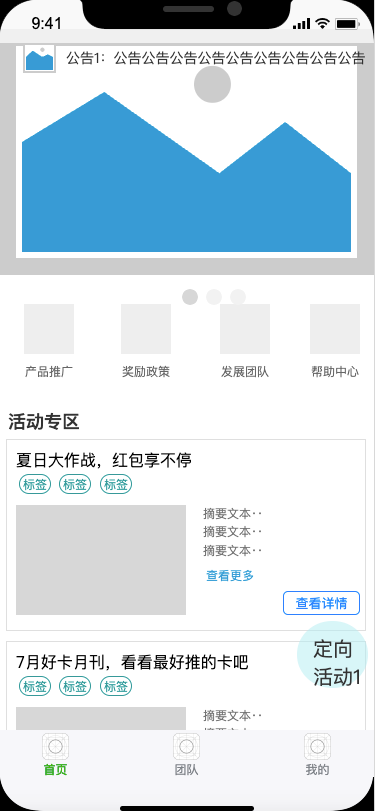 9:41
公告1：公告公告公告公告公告公告公告公告公告
产品推广
奖励政策
发展团队
帮助中心
活动专区
夏日大作战，红包享不停
标签 标签 标签
摘要文本··
摘要文本··
摘要文本··
查看更多
查看详情
定向
活动1
7月好卡月刊，看看最好推的卡吧
标签 标签 标签
摘要文本··
首页
团队
我的